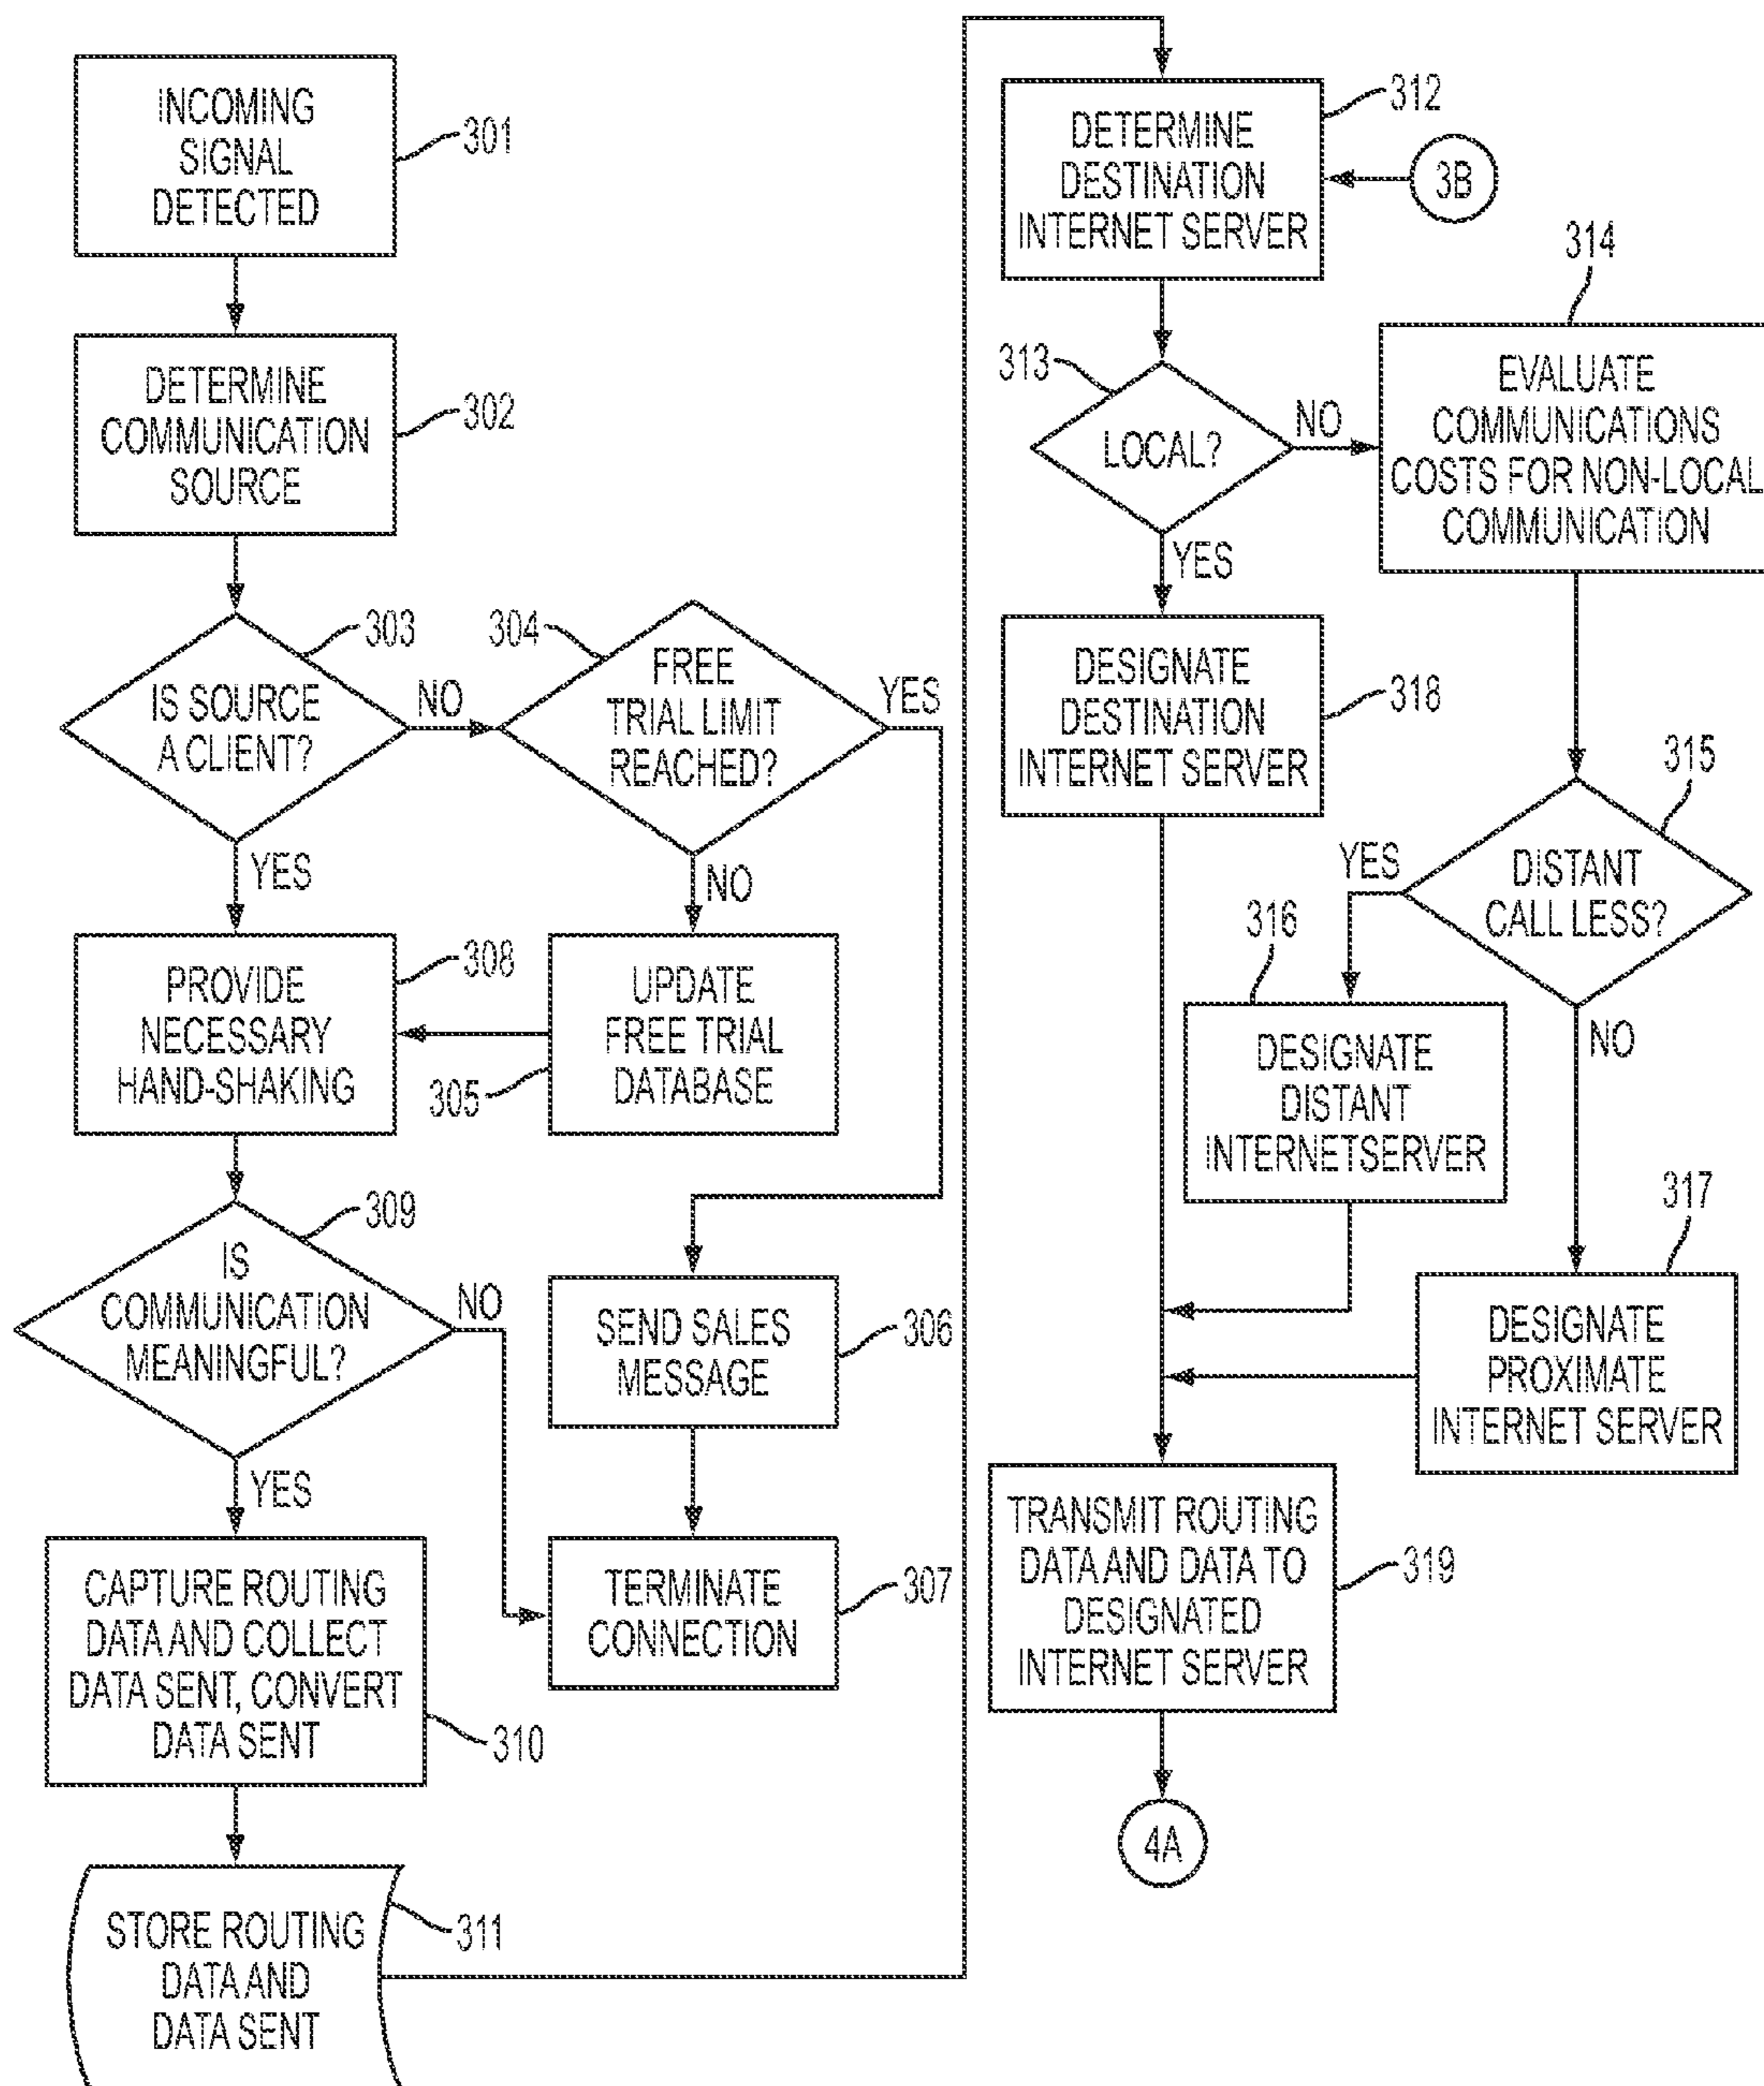 INCOMING
SIGNAL
DETECTED
301
DETERMINE
COMMUNICATION
SOURCE
302
IS SOURCE
A CLIENT?
303
NO
YES
304
FREE
TRIAL LIMIT
REACHED?
YES
NO
PROVIDE
NECESSARY
HAND-SHAKING
308
UPDATE
FREE TRIAL
DATABASE
305
IS
COMMUNICATION
MEANINGFUL?
309
NO
YES
SEND SALES
MESSAGE
306
TERMINATE
CONNECTION
307
CAPTURE ROUTING
DATA AND COLLECT
DATA SENT, CONVERT
DATA SENT
310
STORE ROUTING
DATA AND
DATA SENT
311
DETERMINE
DESTINATION
INTERNET SERVER
312
3B
313
LOCAL?
NO
YES
314
EVALUATE
COMMUNICATIONS
COSTS FOR NON-LOCAL
COMMUNICATION
DESIGNATE
DESTINATION
INTERNET SERVER
318
315
DISTANT
CALL LESS?
YES
NO
316
DESIGNATE
DISTANT
INTERNETSERVER
317
DESIGNATE
PROXIMATE
INTERNET SERVER
TRANSMIT ROUTING
DATA AND DATA TO
DESIGNATED
INTERNET SERVER
319
4A